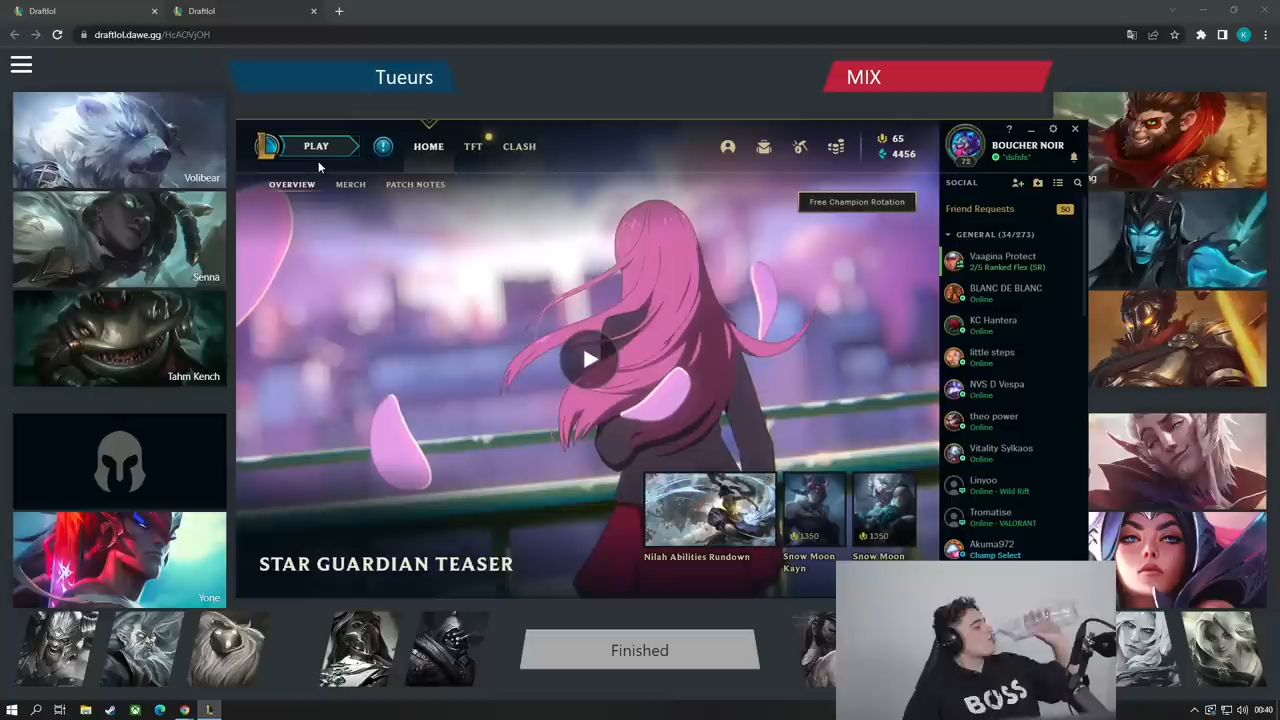 Draftlol
Draftlol
draftlol.dawe.gg/HcAOVjOH
K
Tueurs
MIX
Volibear
Senna
Tahm Kench
Yone
PLAY
HOME
TFT
CLASH
65
4456
72
BOUCHER NOIR
"dsfisfs"
OVERVIEW
MERCH
PATCH NOTES
Free Champion Rotation
SOCIAL
Friend Requests
50
GENERAL (34/273)
Vaagina Protect
2/5 Ranked Flex (SR)
BLANC DE BLANC
Online
KC Hantera
Online
little steps
Online
NVS D Vespa
Online
theo power
Online
Vitality Sylkaos
Online
Linyoo
Online - Wild Rift
Tromatise
Online - VALORANT
Akuma972
Champ Select
STAR GUARDIAN TEASER
Nilah Abilities Rundown
1350
Snow Moon
Kayn
1350
Snow Moon
Finished
BOSS
00:40